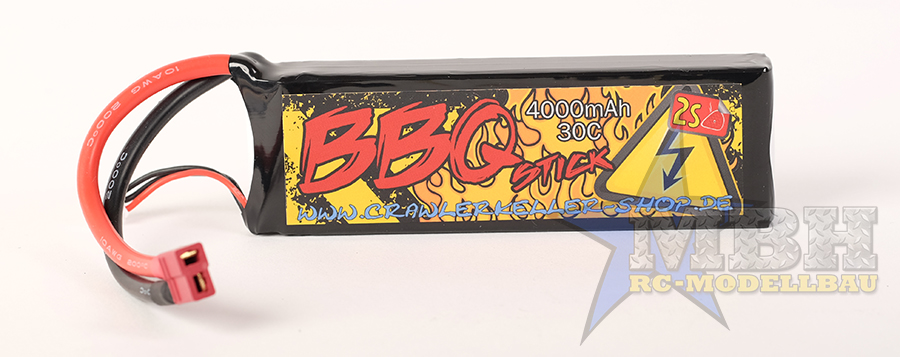 10AWG 200°C
BBQ
STICK
4000mAh
30C
2S
www.crawlerkeller-shop.de
MBH
RC-MODELLBAU